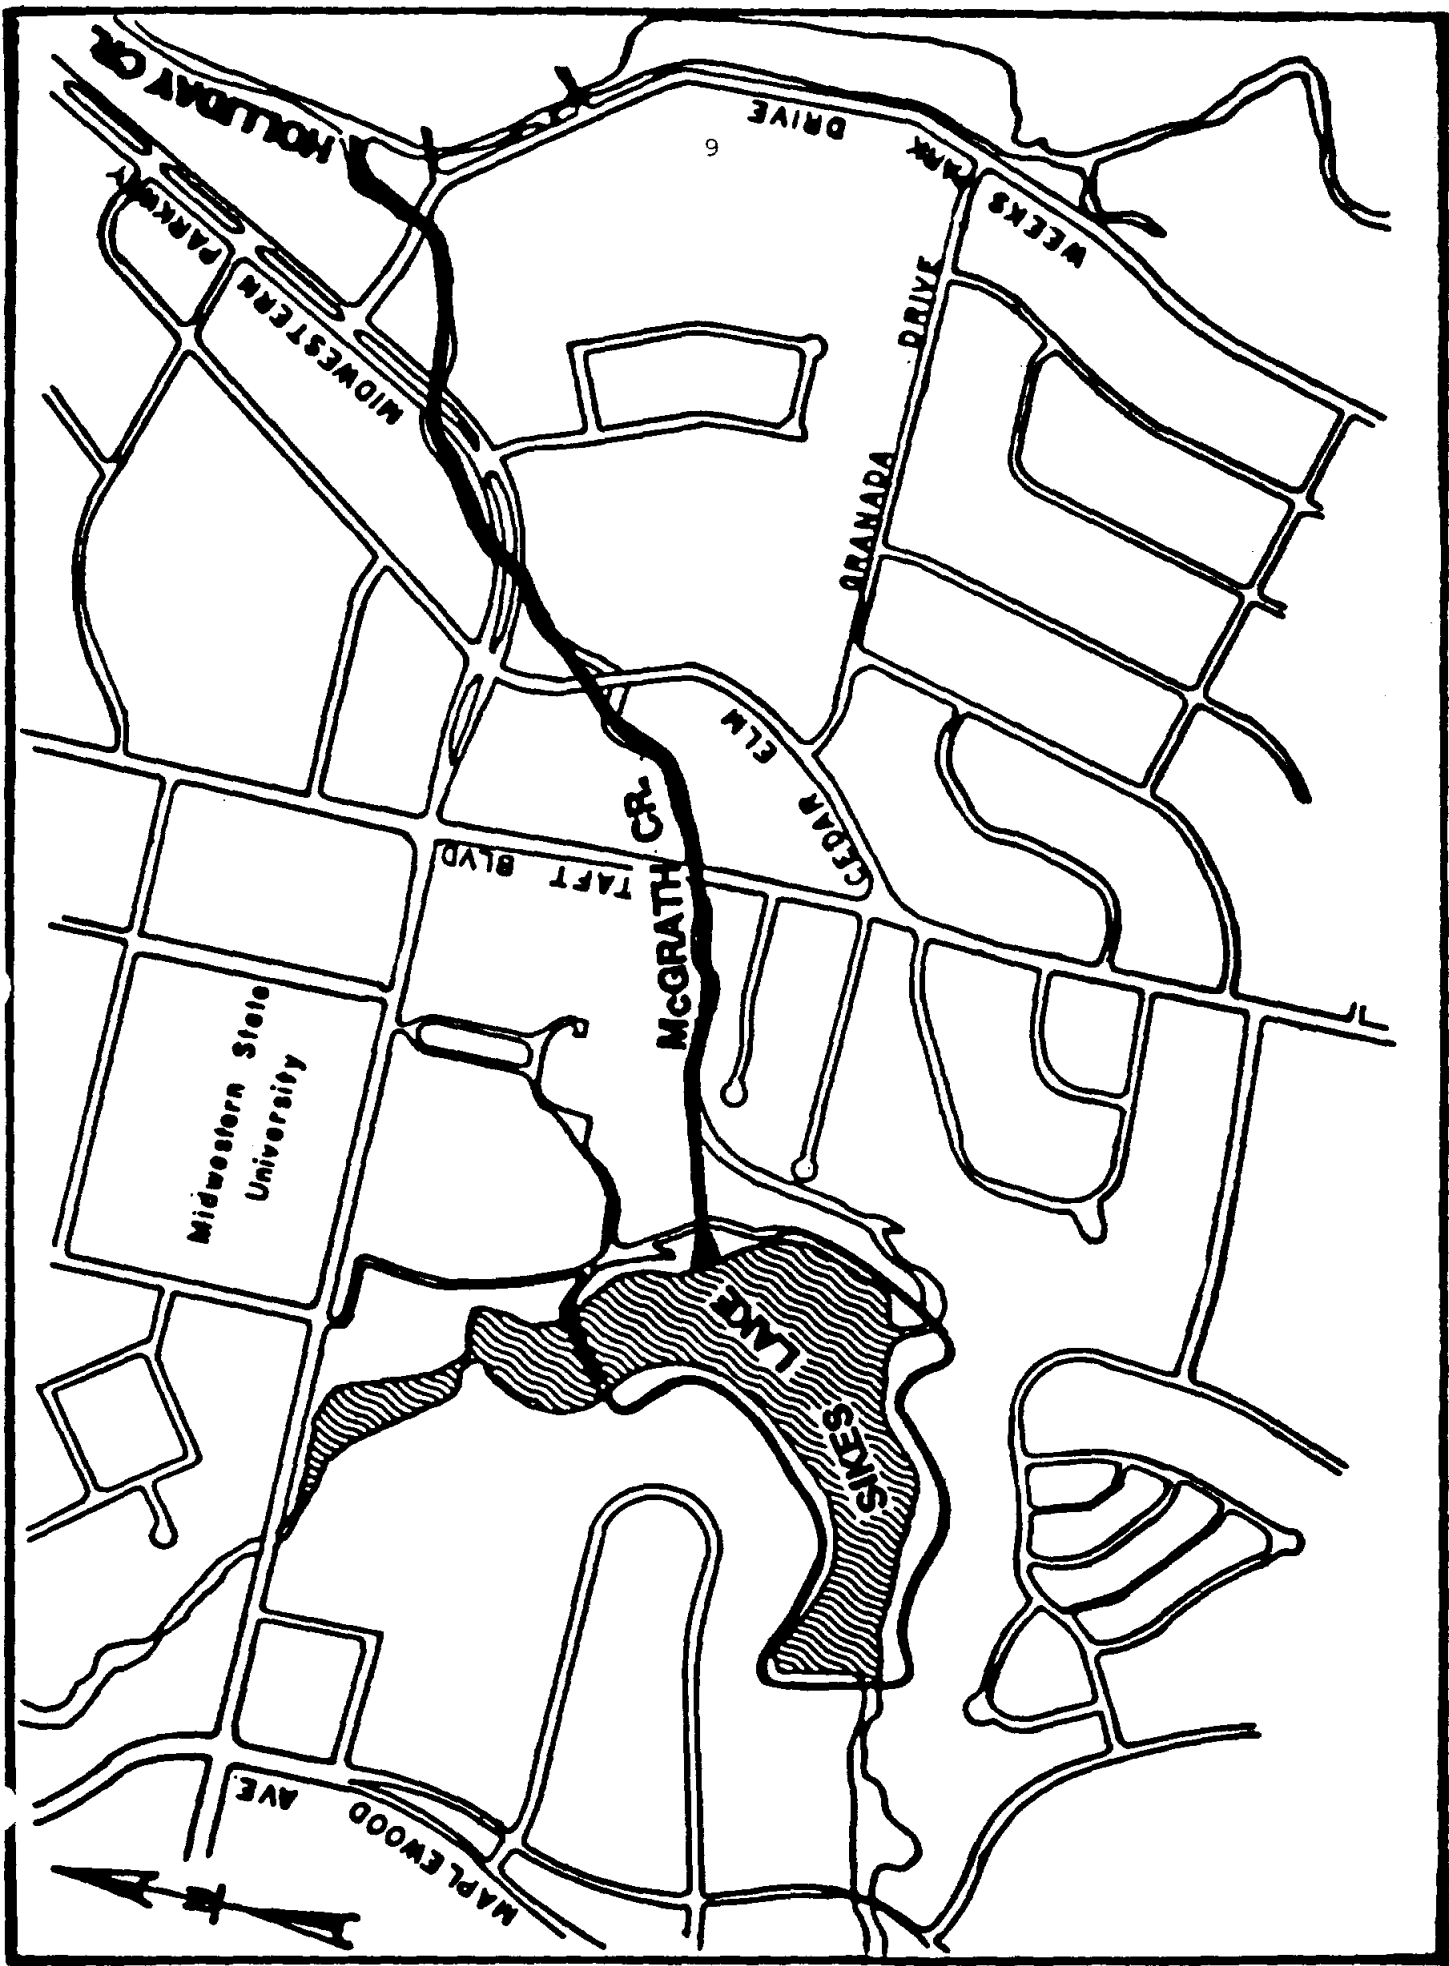 HOLLIDAY CR.
9
WEEKS PARK DRIVE
MIDWESTERN PARKWAY
GRANADA DRIVE
CEDAR ELM
TAFT BLVD
McGRATH CR.
Midwestern State
University
LAKE
SIKES
MAPLEWOOD AVE.